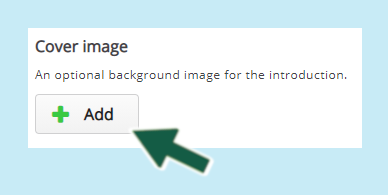 Cover image
An optional background image for the introduction.
Add